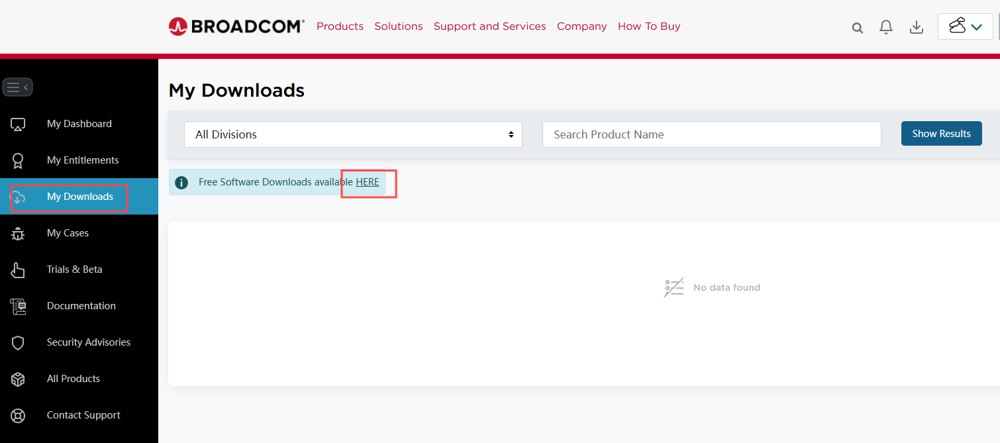 BROADCOM
Products Solutions Support and Services Company How To Buy
My Dashboard
My Entitlements
My Downloads
My Cases
Trials & Beta
Documentation
Security Advisories
All Products
Contact Support
My Downloads
All Divisions
Search Product Name
Show Results
Free Software Downloads available HERE
No data found